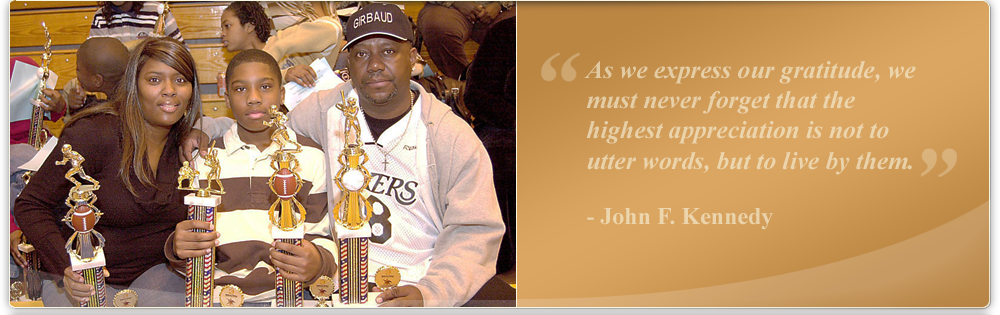 GIRBAUD
KERS
8
“As we express our gratitude, we
must never forget that the
highest appreciation is not to
utter words, but to live by them.”
- John F. Kennedy